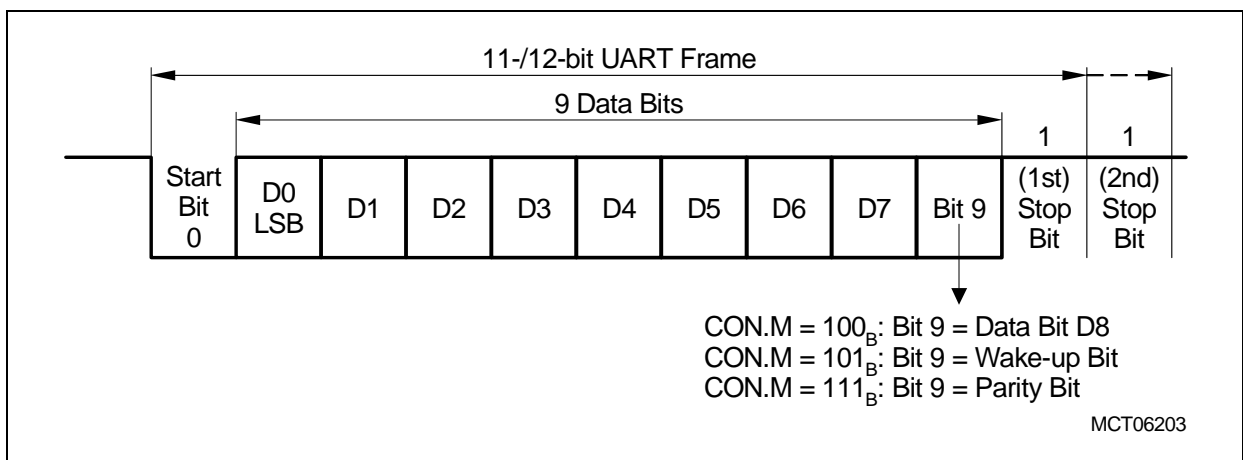 11-/12-bit UART Frame
9 Data Bits
1 1
Start Bit 0 D0 LSB D1 D2 D3 D4 D5 D6 D7 Bit 9 (1st) Stop Bit (2nd) Stop Bit
CON.M = 100B: Bit 9 = Data Bit D8
CON.M = 101B: Bit 9 = Wake-up Bit
CON.M = 111B: Bit 9 = Parity Bit
MCT06203